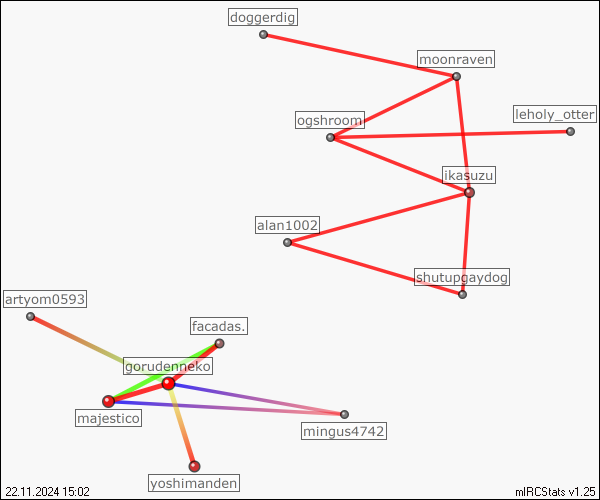 doggerdig
moonraven
leholy_otter
ogshroom
ikasuzu
alan1002
shutupgaydog
artyom0593
facadas.
gorudenneko
majestico
mingus4742
yoshimanden
22.11.2024 15:02
mIRCStats v1.25